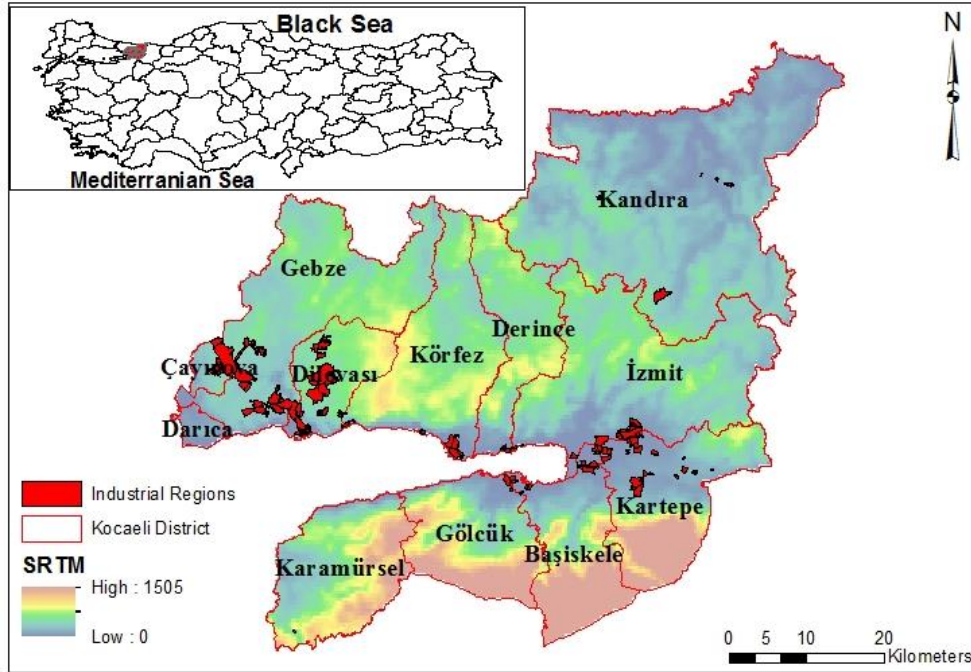 Black Sea
Mediterranian Sea
N
Kandıra
Gebze
Derince
Körfez
İzmit
Çayırova
Dilovası
Darıca
Kartepe
Gölcük
Başiskele
Karamürsel
Industrial Regions
Kocaeli District
SRTM
High : 1505
Low : 0
0 5 10 20
Kilometers